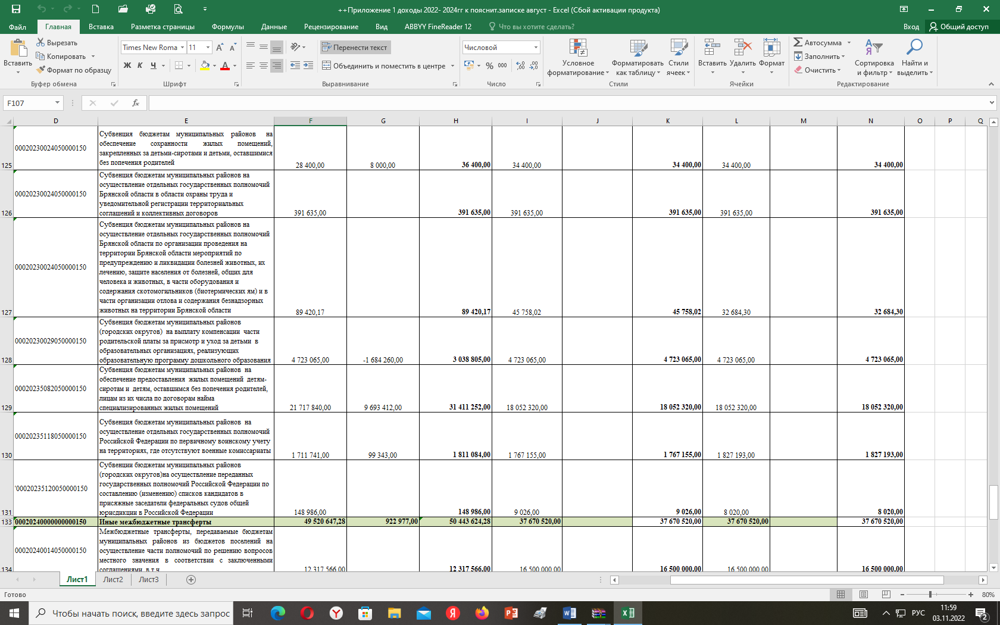 ++Приложение 1 доходы 2022- 2024гг к пояснит.записке август - Excel (Сбой активации продукта)
Файл Главная Вставка Разметка страницы Формулы Данные Рецензирование Вид ABBYY FineReader 12 Что вы хотите сделать? Вход Общий доступ
Вставить
Вырезать
Копировать
Формат по образцу
Буфер обмена
Times New Roma 11
Ж К Ч
Шрифт
Перенести текст
Объединить и поместить в центре
Выравнивание
Числовой
% 000
Число
Условное форматирование
Форматировать как таблицу
Стили ячеек
Стили
Вставить Удалить Формат
Ячейки
Автосумма
Заполнить
Очистить
Сортировка и фильтр
Найти и выделить
Редактирование
F107 fx
D E F G H I J K L M N O P Q
125 00020230024050000150
Субвенция бюджетам муниципальных районов на
обеспечение сохранности жилых помещений,
закрепленных за детьми-сиротами и детьми, оставшимися
без попечения родителей
28 400,00 8 000,00 36 400,00 34 400,00 34 400,00 34 400,00 34 400,00
126 00020230024050000150
Субвенция бюджетам муниципальных районов на
осуществление отдельных государственных полномочий
Брянской области в области охраны труда и
уведомительной регистрации территориальных
соглашений и коллективных договоров
391 635,00 391 635,00 391 635,00 391 635,00 391 635,00 391 635,00
127 00020230024050000150
Субвенция бюджетам муниципальных районов на
осуществление отдельных государственных полномочий
Брянской области по организации проведения на
территории Брянской области мероприятий по
предупреждению и ликвидации болезней животных, их
лечению, защите населения от болезней, общих для
человека и животных, в части оборудования и
содержания скотомогильников (биотермических ям) и в
части организации отлова и содержания безнадзорных
животных на территории Брянской области
89 420,17 89 420,17 45 758,02 45 758,02 32 684,30 32 684,30
128 00020230029050000150
Субвенция бюджетам муниципальных районов
(городских округов) на выплату компенсации части
родительской платы за присмотр и уход за детьми в
образовательных организациях, реализующих
образовательную программу дошкольного образования
4 723 065,00 -1 684 260,00 3 038 805,00 4 723 065,00 4 723 065,00 4 723 065,00 4 723 065,00
129 00020235082050000150
Субвенция бюджетам муниципальных районов на
обеспечение предоставления жилых помещений детям-
сиротам и детям, оставшимся без попечения родителей,
лицам из их числа по договорам найма
специализированных жилых помещений
21 717 840,00 9 693 412,00 31 411 252,00 18 052 320,00 18 052 320,00 18 052 320,00 18 052 320,00
130 00020235118050000150
Субвенция бюджетам муниципальных районов на
осуществление отдельных государственных полномочий
Российской Федерации по первичному воинскому учету
на территориях, где отсутствуют военные комиссариаты
1 711 741,00 99 343,00 1 811 084,00 1 767 155,00 1 767 155,00 1 827 193,00 1 827 193,00
131 '00020235120050000150
Субвенции бюджетам муниципальных районов
(городских округов)на осуществление переданных
государственных полномочий Российской Федерации по
составлению (изменению) списков кандидатов в
присяжные заседатели федеральных судов общей
юрисдикции в Российской Федерации
148 986,00 148 986,00 9 026,00 9 026,00 8 020,00 8 020,00
133 00020240000000000150 Иные межбюджетные трансферты 49 520 647,28 922 977,00 50 443 624,28 37 670 520,00 37 670 520,00 37 670 520,00 37 670 520,00
134 00020240014050000150
Межбюджетные трансферты, передаваемые бюджетам
муниципальных районов из бюджетов поселений на
осуществление части полномочий по решению вопросов
местного значения в соответствии с заключенными
соглашениями, в т.ч
12 317 566,00 12 317 566,00 16 500 000,00 16 500 000,00 16 500 000,00 16 500 000,00
Лист1 Лист2 Лист3
Готово 80%
Чтобы начать поиск, введите здесь запрос
РУС 11:59
03.11.2022 2